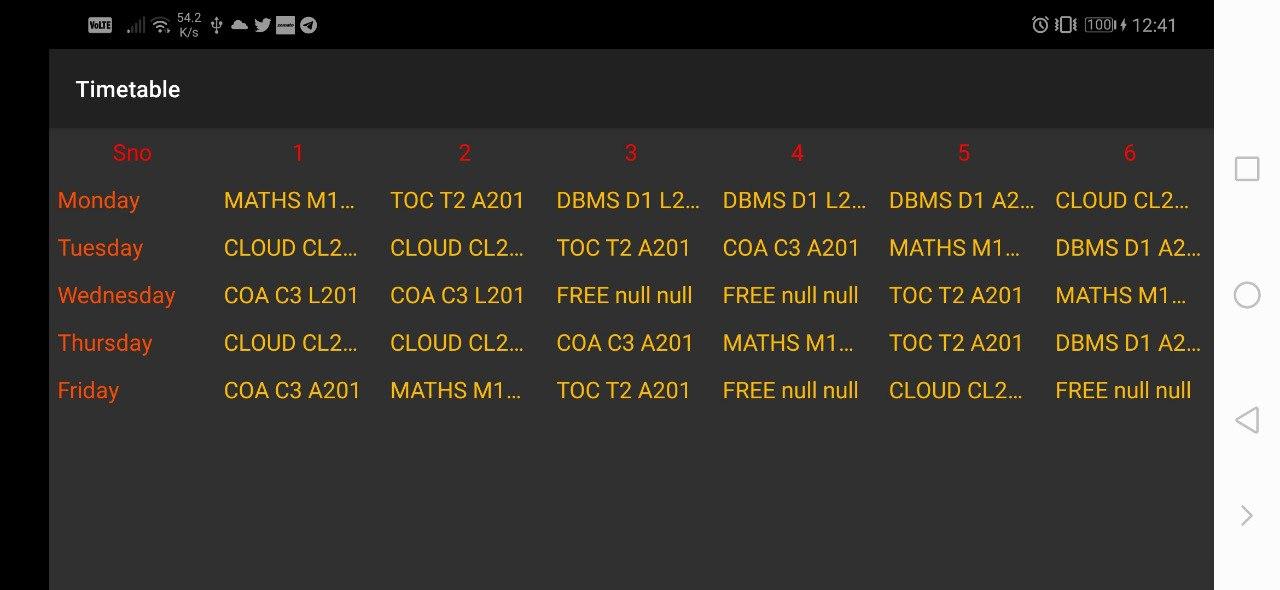 VoLTE 54.2 K/s 100 12:41
Timetable
Sno 1 2 3 4 5 6
Monday MATHS M1... TOC T2 A201 DBMS D1 L2... DBMS D1 L2... DBMS D1 A2... CLOUD CL2...
Tuesday CLOUD CL2... CLOUD CL2... TOC T2 A201 COA C3 A201 MATHS M1... DBMS D1 A2...
Wednesday COA C3 L201 COA C3 L201 FREE null null FREE null null TOC T2 A201 MATHS M1...
Thursday CLOUD CL2... CLOUD CL2... COA C3 A201 MATHS M1... TOC T2 A201 DBMS D1 A2...
Friday COA C3 A201 MATHS M1... TOC T2 A201 FREE null null CLOUD CL2... FREE null null